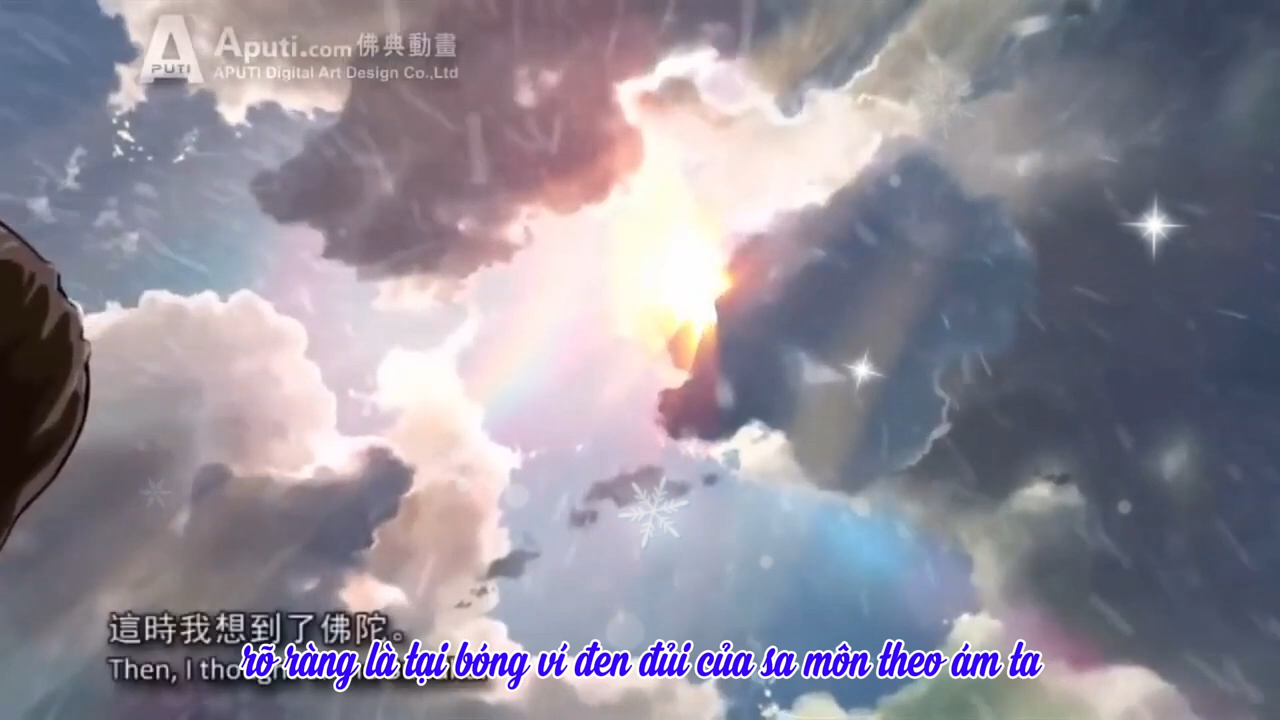 A
PUTI
Aputi.com 佛典動畫
APUTI Digital Art Design Co.,Ltd
這時我想到了佛陀。
Then, I
rõ ràng là tại bóng ví đen đủi của sa môn theo ám ta